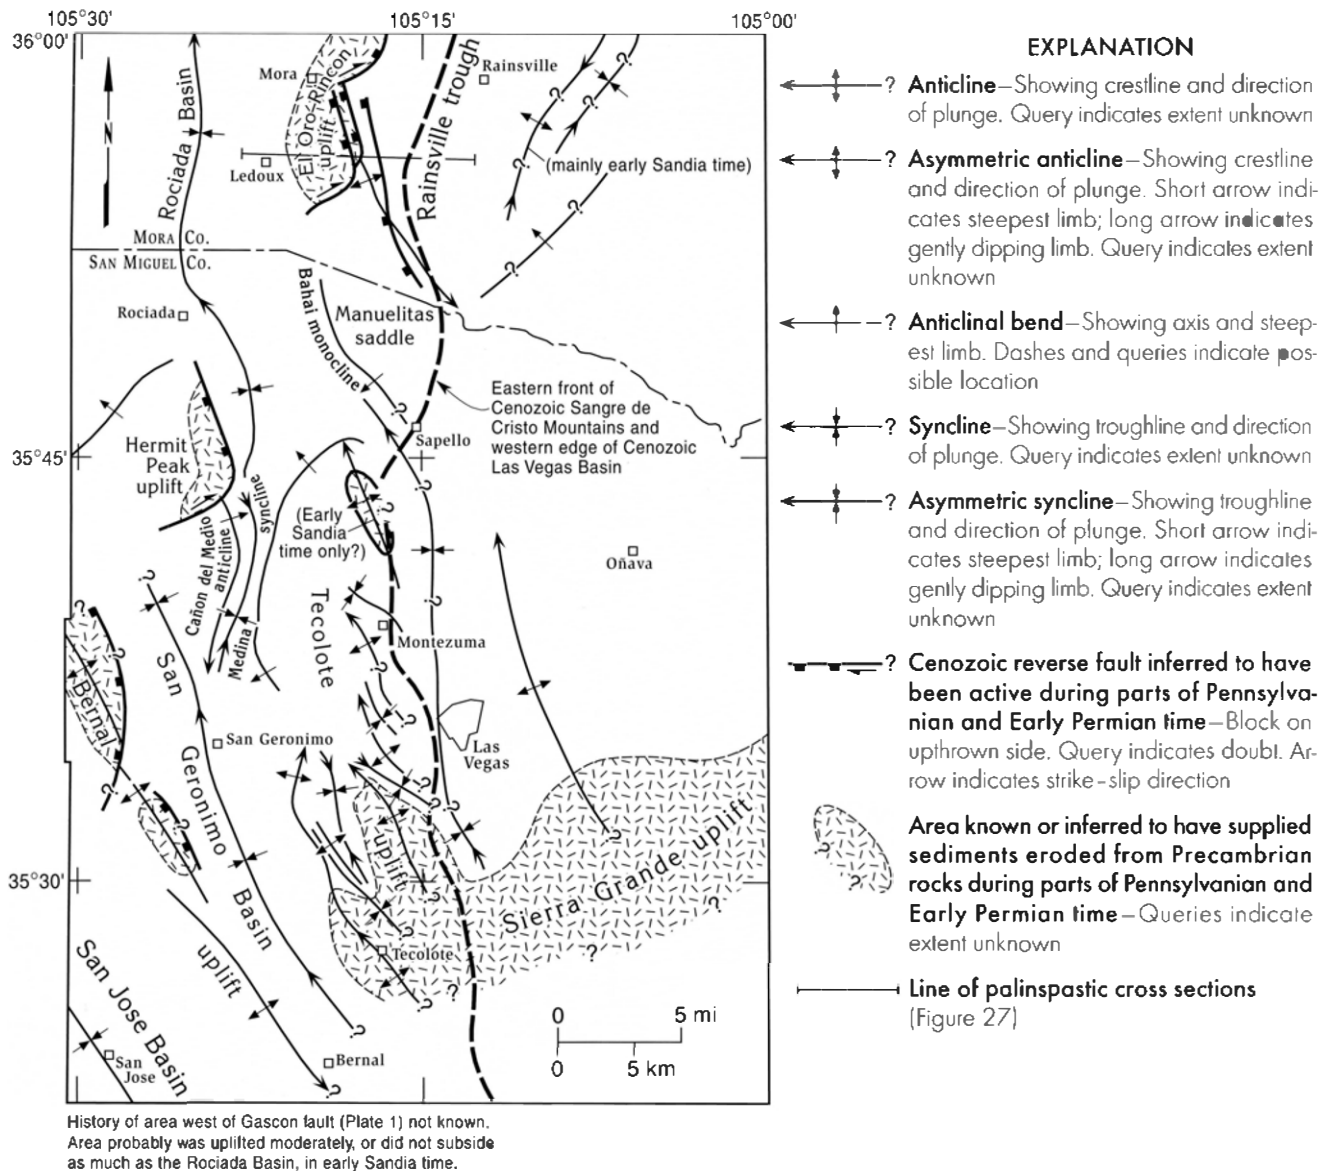 105°30'
105°15'
105°00'
36°00'
35°45'
35°30'
N
Rociada Basin
Mora
El Oro-Rincon
uplift
Ledoux
Rainsville trough
Rainsville
(mainly early Sandia time)
MORA CO.
SAN MIGUEL CO.
Rociada
Bahai monocline
Manuelitas
saddle
Eastern front of
Cenozoic Sangre de
Cristo Mountains and
western edge of Cenozoic
Las Vegas Basin
Sapello
Hermit
Peak
uplift
Cañon del Medio
anticline
Medina
syncline
(Early
Sandia
time only?)
Oñava
Tecolote
Montezuma
San
Geronimo
Basin
Bernal
San Geronimo
Las
Vegas
uplift
Sierra Grande uplift
Tecolote
uplift
San Jose Basin
San
Jose
Bernal
0 5 mi
0 5 km
History of area west of Gascon fault (Plate 1) not known.
Area probably was uplifted moderately, or did not subside
as much as the Rociada Basin, in early Sandia time.
EXPLANATION
? Anticline—Showing crestline and direction
of plunge. Query indicates extent unknown
? Asymmetric anticline—Showing crestline
and direction of plunge. Short arrow indi-
cates steepest limb; long arrow indicates
gently dipping limb. Query indicates extent
unknown
? Anticlinal bend—Showing axis and steep-
est limb. Dashes and queries indicate pos-
sible location
? Syncline—Showing troughline and direction
of plunge. Query indicates extent unknown
? Asymmetric syncline—Showing troughline
and direction of plunge. Short arrow indi-
cates steepest limb; long arrow indicates
gently dipping limb. Query indicates extent
unknown
? Cenozoic reverse fault inferred to have
been active during parts of Pennsylva-
nian and Early Permian time—Block on
upthrown side. Query indicates doubt. Ar-
row indicates strike-slip direction
Area known or inferred to have supplied
sediments eroded from Precambrian
rocks during parts of Pennsylvanian and
Early Permian time—Queries indicate
extent unknown
Line of palinspastic cross sections
(Figure 27)